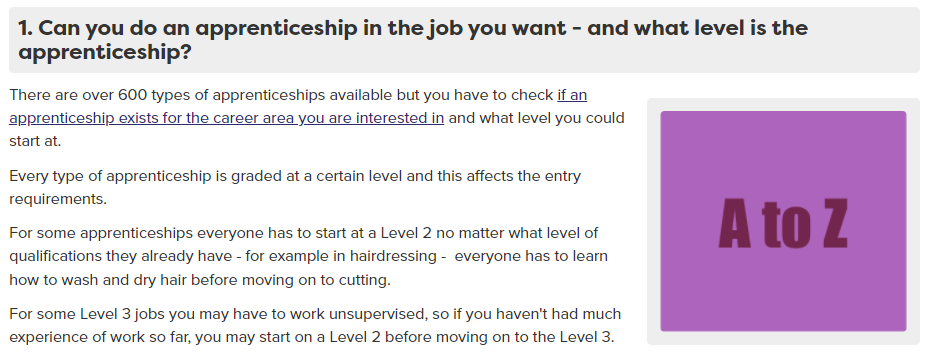 1. Can you do an apprenticeship in the job you want - and what level is the
apprenticeship?
There are over 600 types of apprenticeships available but you have to check if an
apprenticeship exists for the career area you are interested in and what level you could
start at.
Every type of apprenticeship is graded at a certain level and this affects the entry
requirements.
For some apprenticeships everyone has to start at a Level 2 no matter what level of
qualifications they already have - for example in hairdressing -  everyone has to learn
how to wash and dry hair before moving on to cutting.
For some Level 3 jobs you may have to work unsupervised, so if you haven't had much
experience of work so far, you may start on a Level 2 before moving on to the Level 3.
A to Z